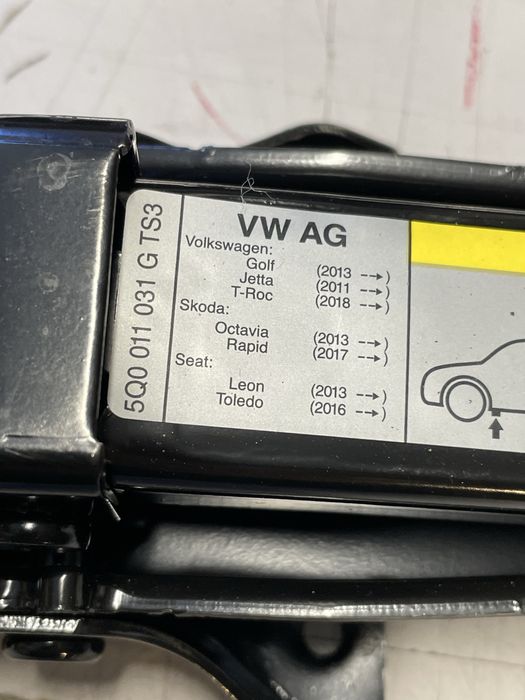 5Q0 011 031 G TS3
VW AG
Volkswagen:
Golf (2013 --→)
Jetta (2011 --→)
T-Roc (2018 --→)
Skoda:
Octavia (2013 --→)
Rapid (2017 --→)
Seat:
Leon (2013 --→)
Toledo (2016 --→)